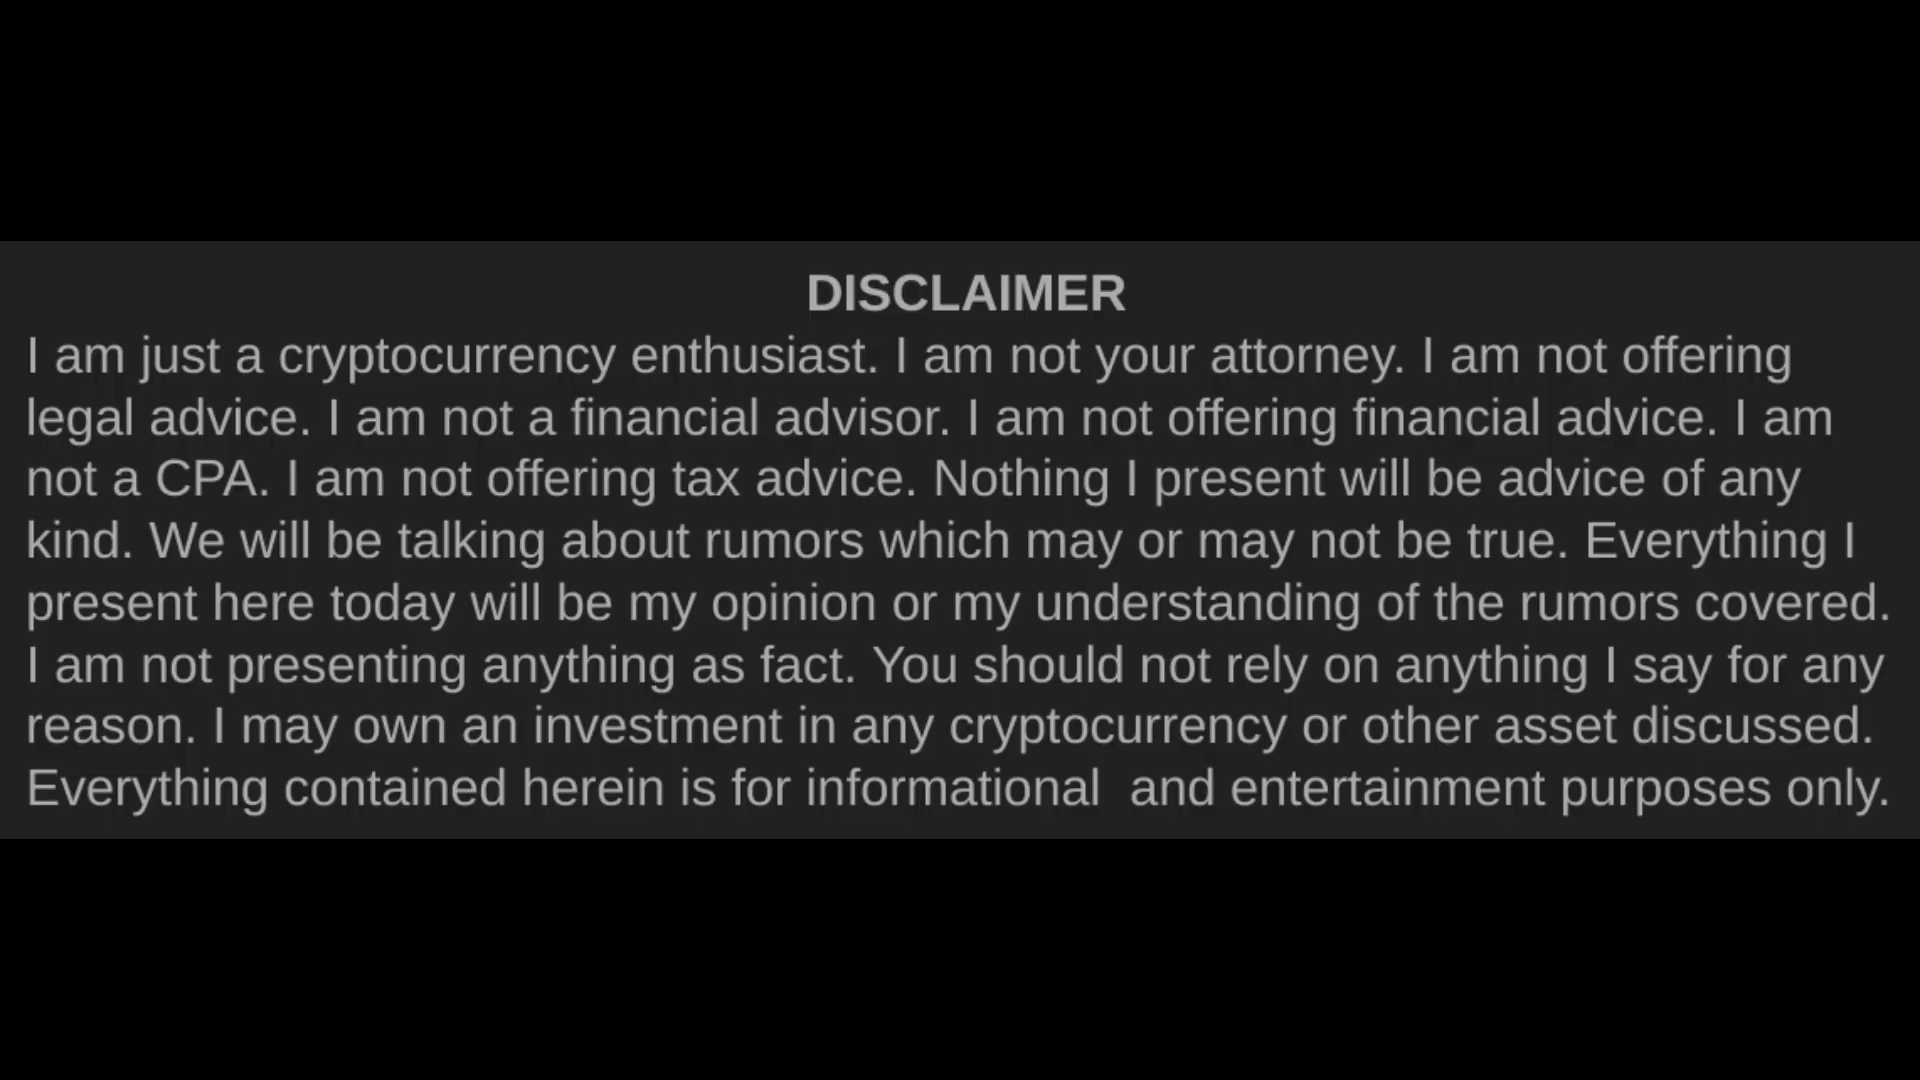 DISCLAIMER
I am just a cryptocurrency enthusiast. I am not your attorney. I am not offering
legal advice. I am not a financial advisor. I am not offering financial advice. I am
not a CPA. I am not offering tax advice. Nothing I present will be advice of any
kind. We will be talking about rumors which may or may not be true. Everything I
present here today will be my opinion or my understanding of the rumors covered.
I am not presenting anything as fact. You should not rely on anything I say for any
reason. I may own an investment in any cryptocurrency or other asset discussed.
Everything contained herein is for informational  and entertainment purposes only.